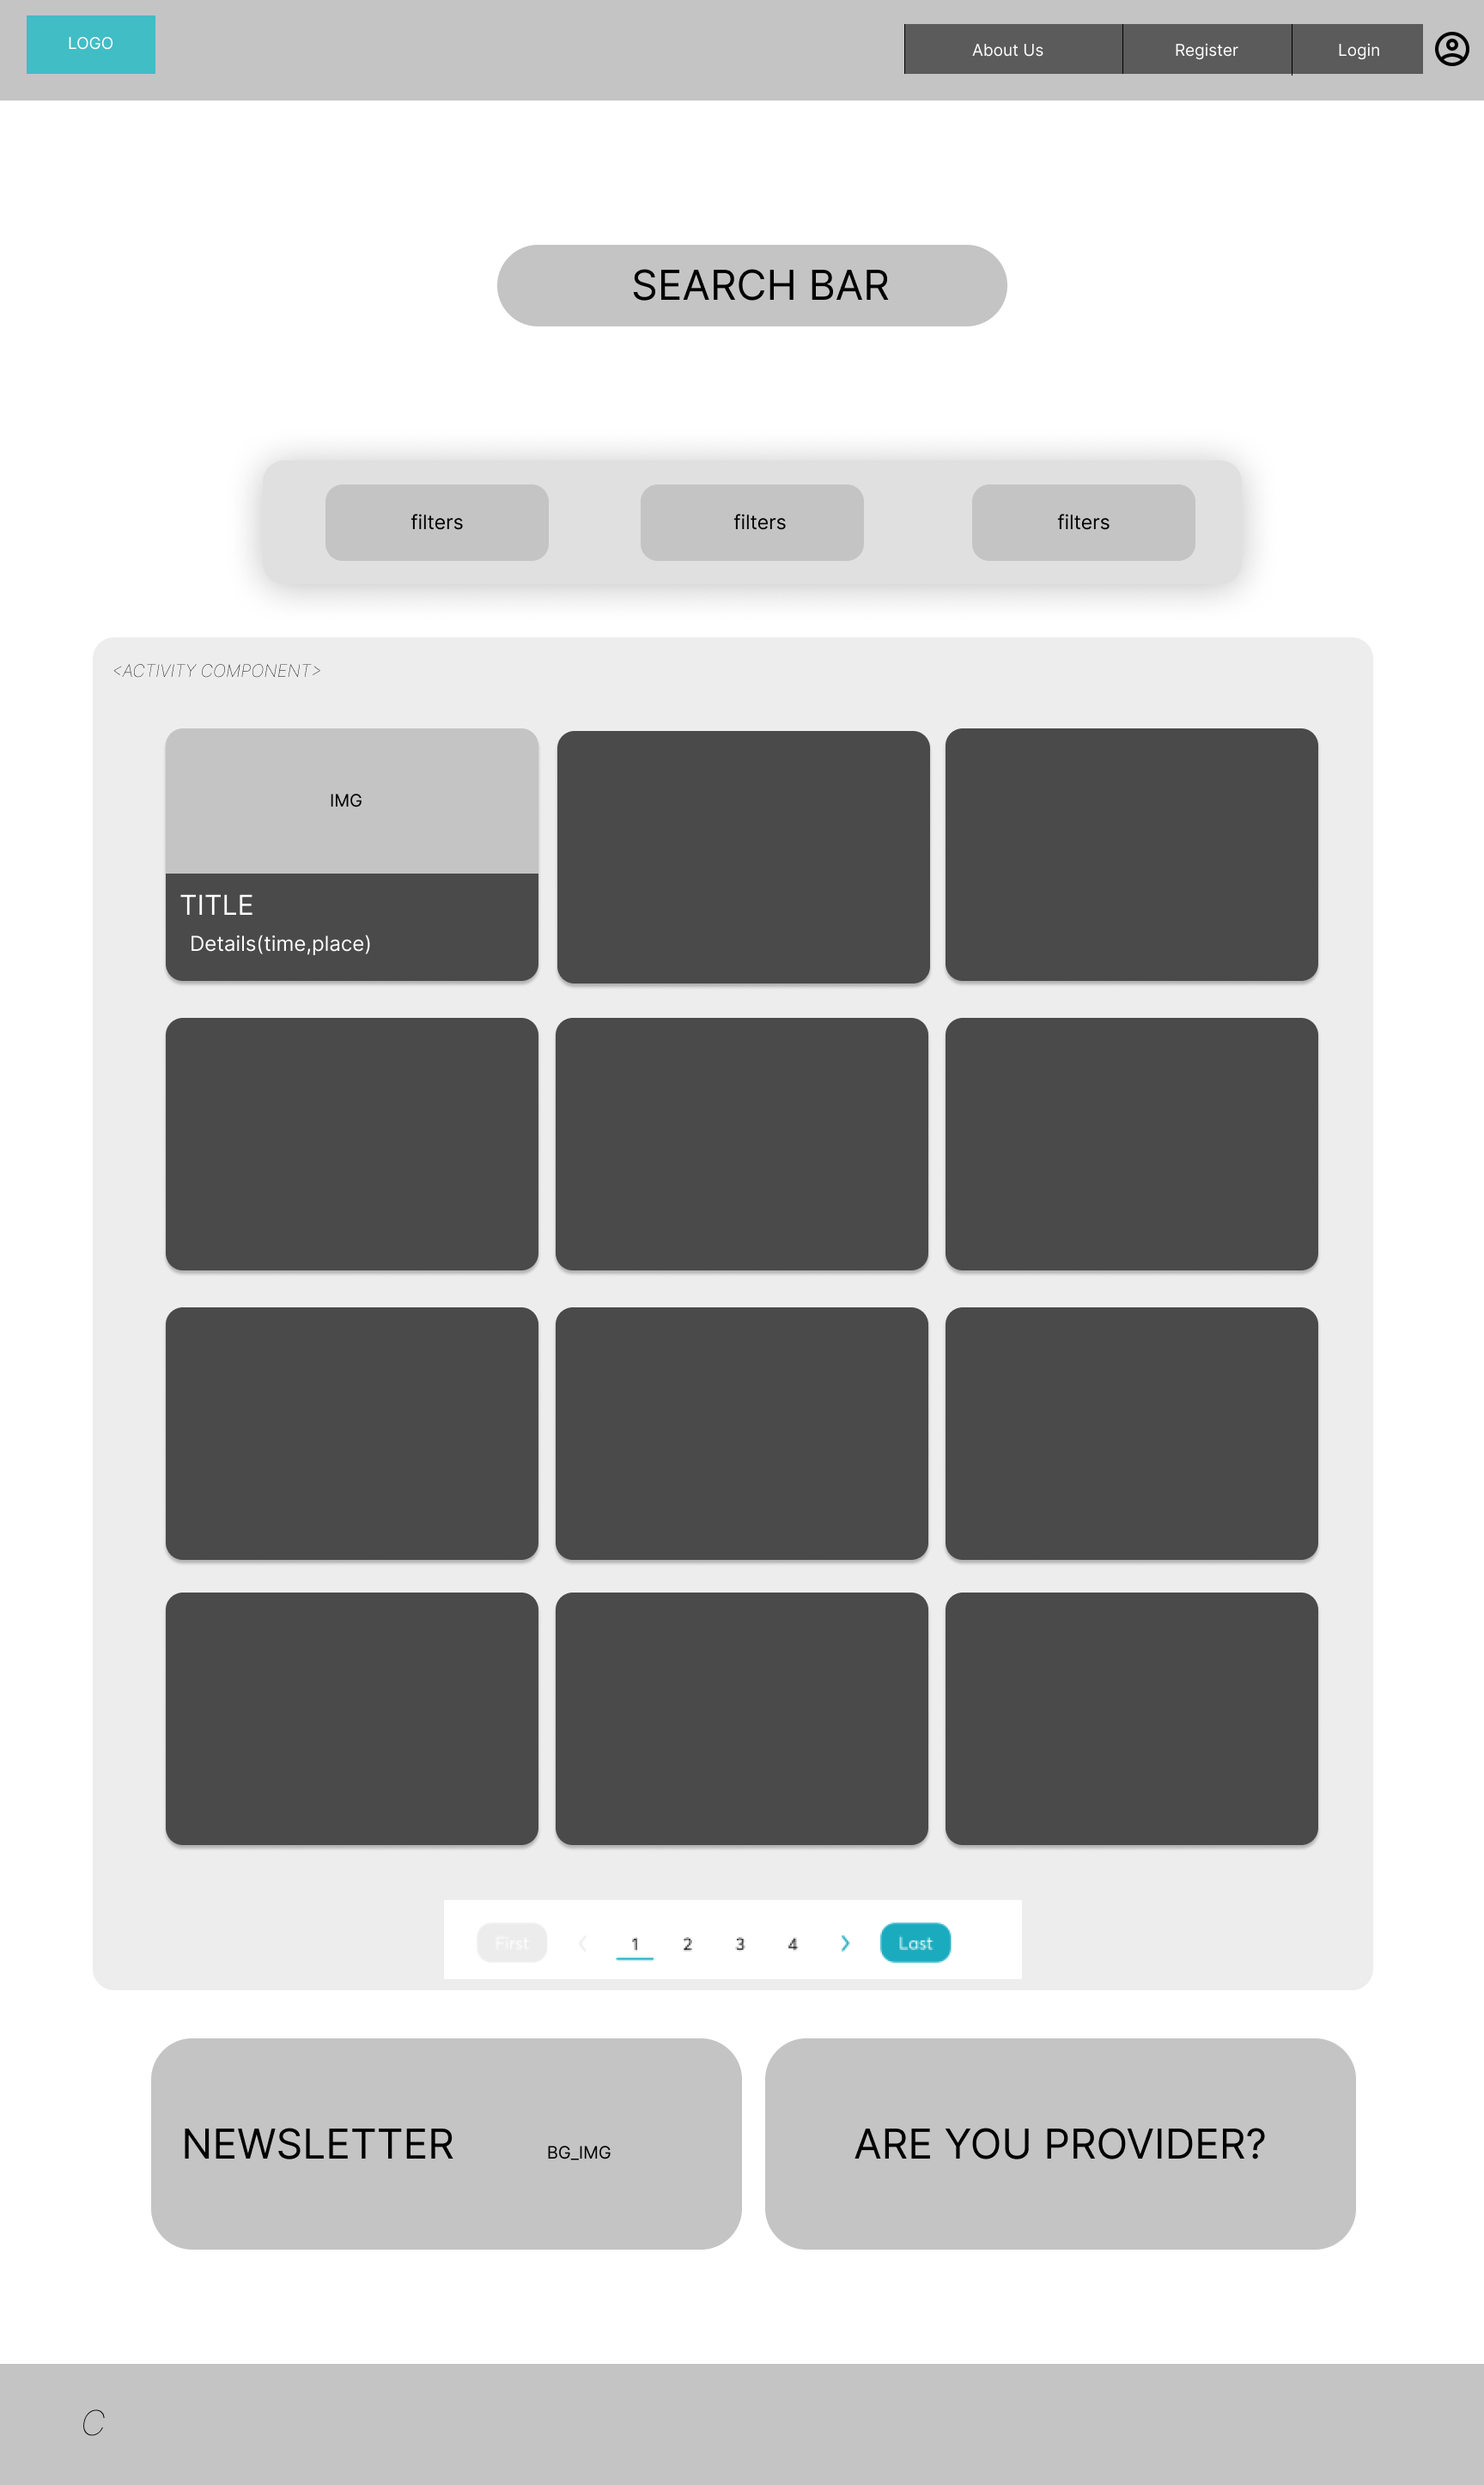 LOGO
About Us
Register
Login
SEARCH BAR
filters
filters
filters
<ACTIVITY COMPONENT>
IMG
TITLE
Details(time,place)
First
1
2
3
4
Last
NEWSLETTER
BG_IMG
ARE YOU PROVIDER?
C